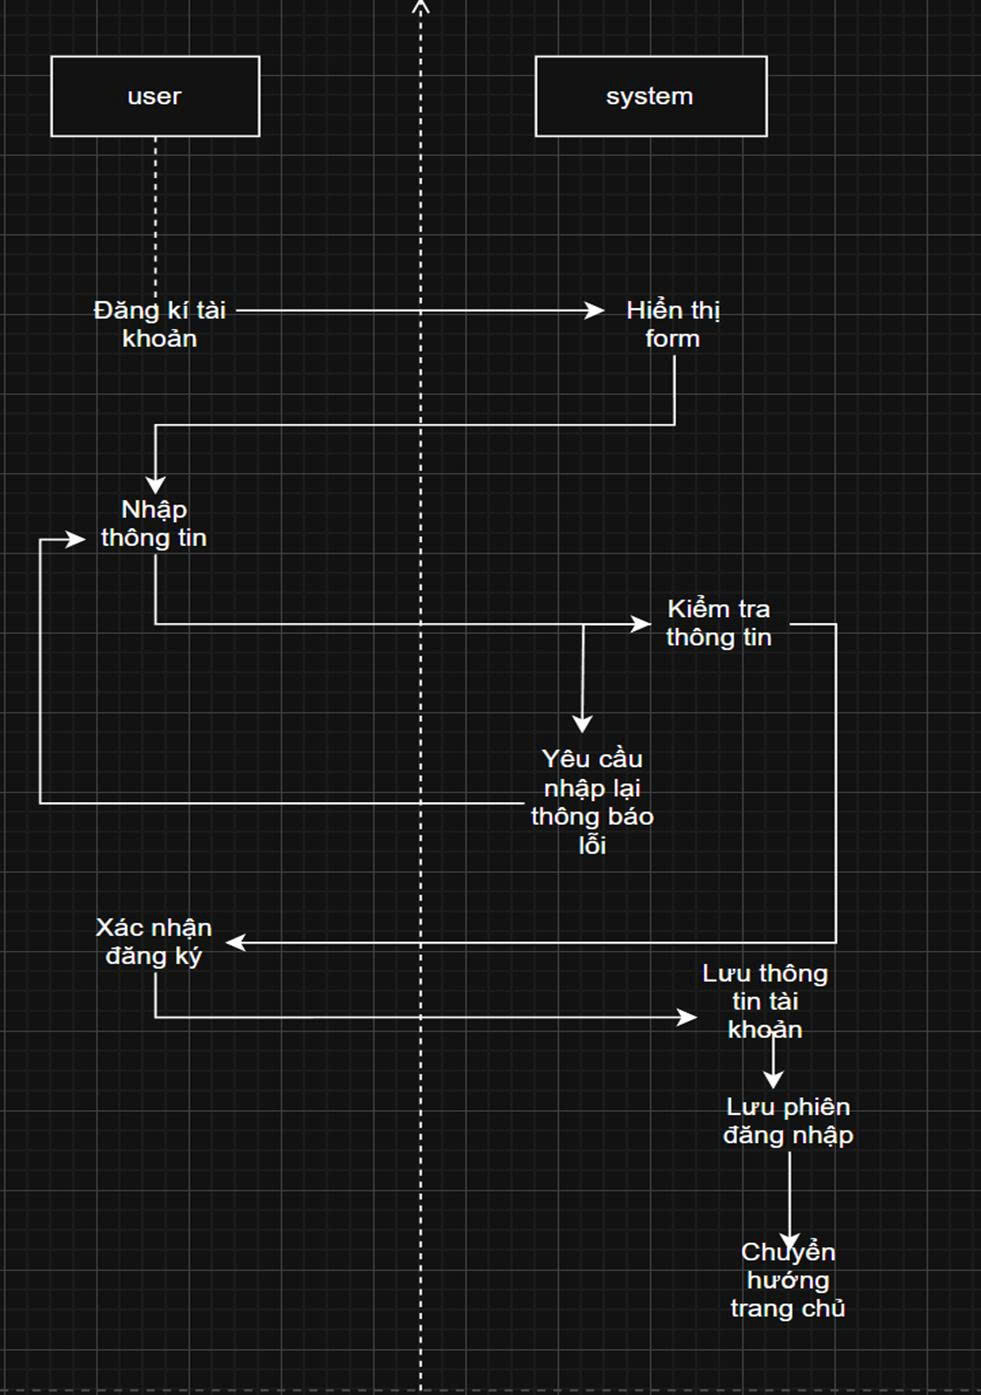 user
system
Đăng kí tài
khoản
Hiển thị
form
Nhập
thông tin
Kiểm tra
thông tin
Yêu cầu
nhập lại
thông báo
lỗi
Xác nhận
đăng ký
Lưu thông
tin tài
khoản
Lưu phiên
đăng nhập
Chuyển
hướng
trang chủ